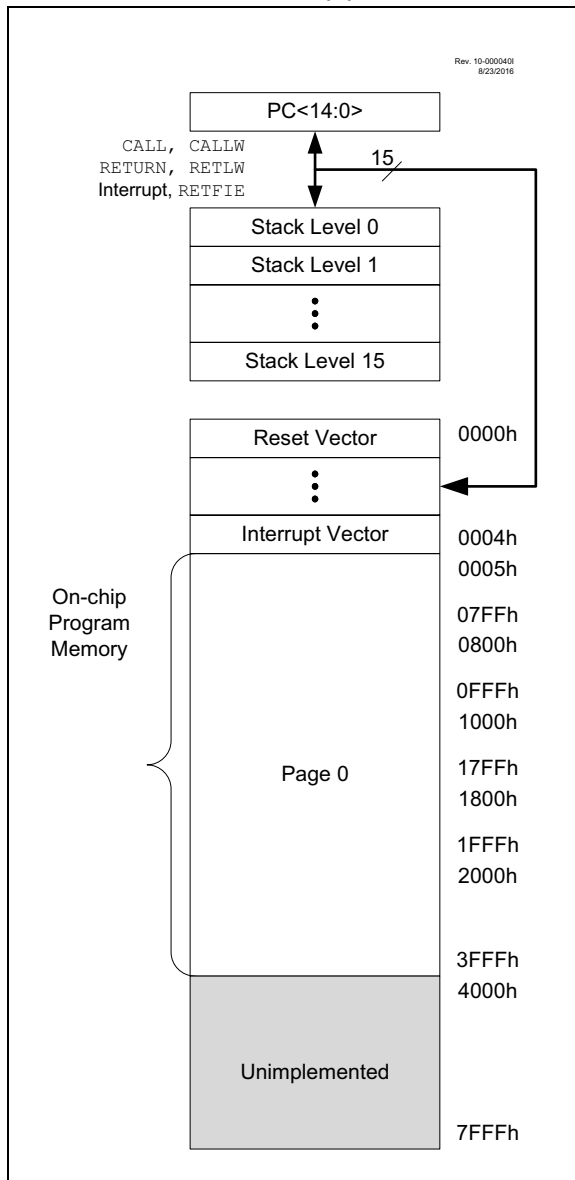 Rev. 10-000040I
8/23/2016
PC<14:0>
CALL, CALLW
RETURN, RETLW
Interrupt, RETFIE
15
Stack Level 0
Stack Level 1
Stack Level 15
Reset Vector
0000h
Interrupt Vector
0004h
0005h
On-chip
Program
Memory
07FFh
0800h
0FFFh
1000h
Page 0
17FFh
1800h
1FFFh
2000h
3FFFh
4000h
Unimplemented
7FFFh